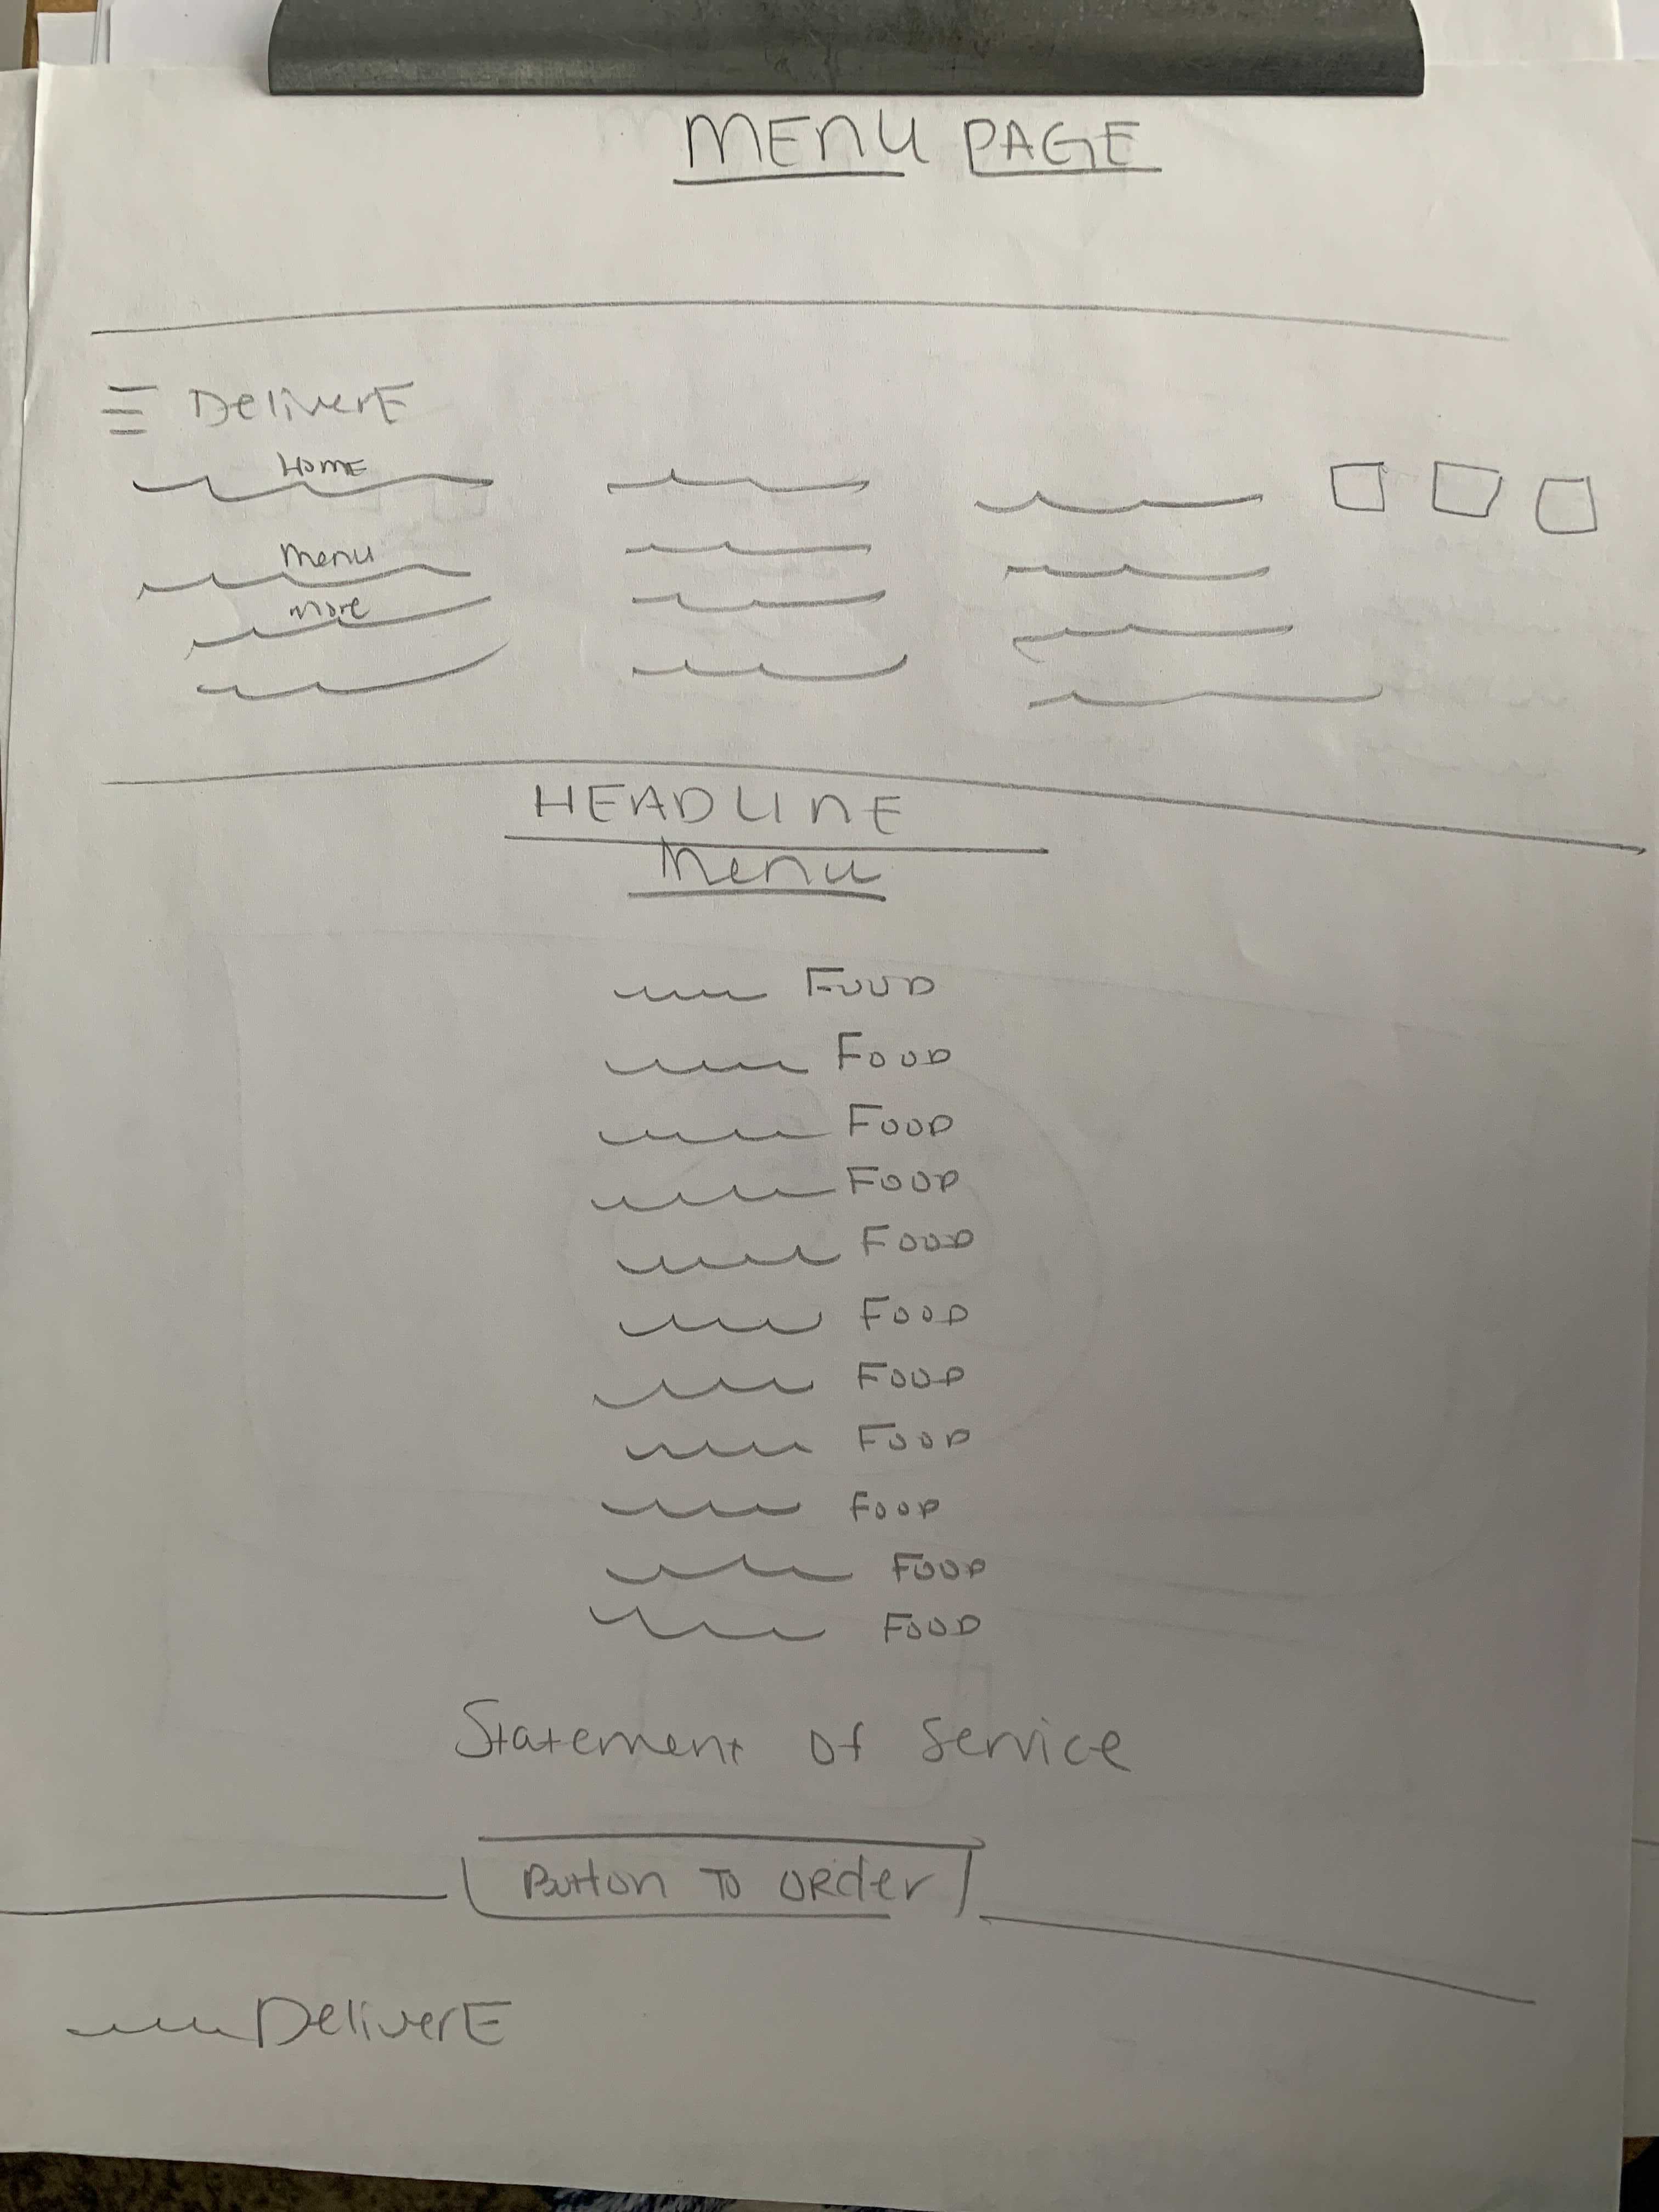 MENU PAGE
DeliverE
HOME
Menu
More
HEADLINE
Menu
FOOD
FOOD
FOOD
FOOD
FOOD
FOOD
FOOD
FOOD
FOOD
FOOD
FOOD
Statement of Service
Button To Order
DeliverE